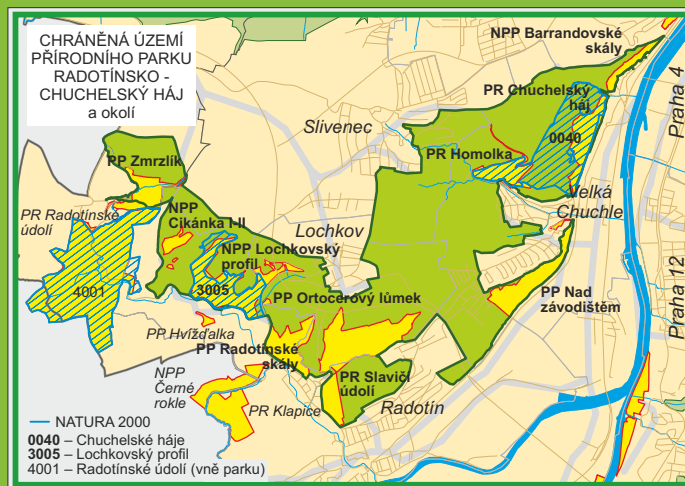 CHRÁNĚNÁ ÚZEMÍ
PŘÍRODNÍHO PARKU
RADOTÍNSKO -
CHUCHELSKÝ HÁJ
a okolí
NPP Barrandovské
skály
Praha 4
PR Chuchelský
háj
0040
Slivenec
PR Homolka
PP Zmrzlík
Velká
Chuchle
PR Radotínské
údolí
NPP
Cikánka I-II
Lochkov
NPP Lochkovský
profil
4001
3005
PP Ortocerový lůmek
PP Nad
závodištěm
Praha 12
PP Hvížďalka
PP Radotínské
skály
NPP
Černé
rokle
PR Slavičí
údolí
PR Klapice
Radotín
NATURA 2000
0040 – Chuchelské háje
3005 – Lochkovský profil
4001 – Radotínské údolí (vně parku)